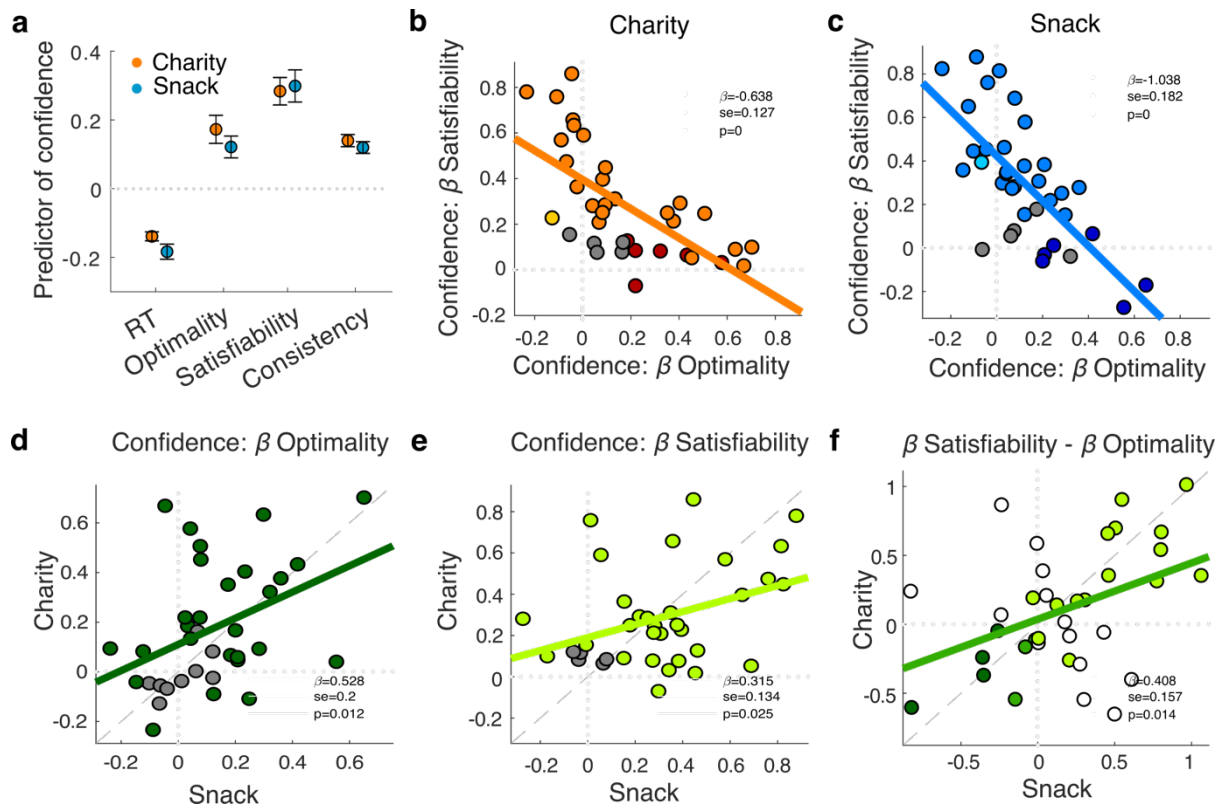 a
Predictor of confidence
0.4
0.2
0
-0.2
Charity
Snack
RT
Optimality
Satisfiability
Consistency
b
Charity
Confidence: β Satisfiability
0.8
0.6
0.4
0.2
0
-0.2
β=-0.638
se=0.127
p=0
-0.2 0 0.2 0.4 0.6 0.8
Confidence: β Optimality
c
Snack
Confidence: β Satisfiability
0.8
0.6
0.4
0.2
0
-0.2
β=-1.038
se=0.182
p=0
-0.2 0 0.2 0.4 0.6 0.8
Confidence: β Optimality
d
Confidence: β Optimality
Charity
0.6
0.4
0.2
0
-0.2
β=0.528
se=0.2
p=0.012
-0.2 0 0.2 0.4 0.6
Snack
e
Confidence: β Satisfiability
Charity
0.8
0.6
0.4
0.2
0
-0.2
β=0.315
se=0.134
p=0.025
-0.2 0 0.2 0.4 0.6 0.8
Snack
f
β Satisfiability - β Optimality
Charity
1
0.5
0
-0.5
β=0.408
se=0.157
p=0.014
-0.5 0 0.5 1
Snack